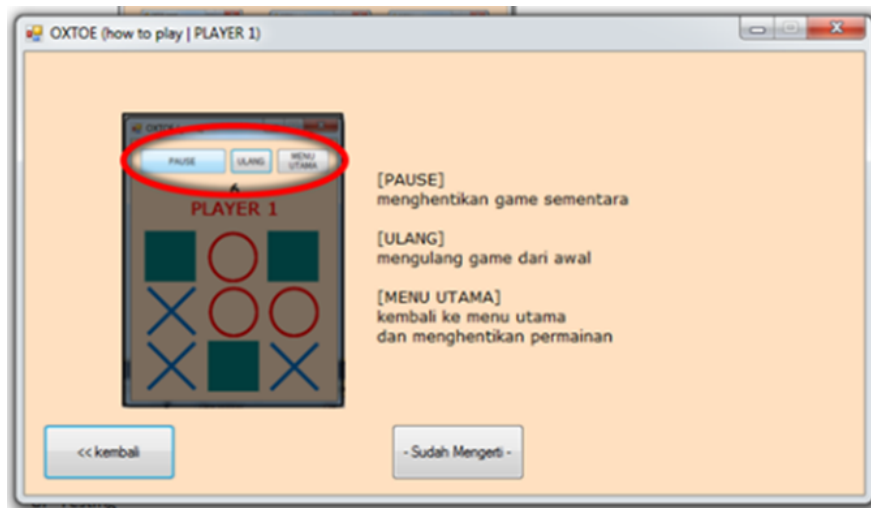 OXTOE (how to play | PLAYER 1)
PAUSE
ULANG
MENU
UTAMA
6
PLAYER 1
[PAUSE]
menghentikan game sementara
[ULANG]
mengulang game dari awal
[MENU UTAMA]
kembali ke menu utama
dan menghentikan permainan
<< kembali
- Sudah Mengerti -